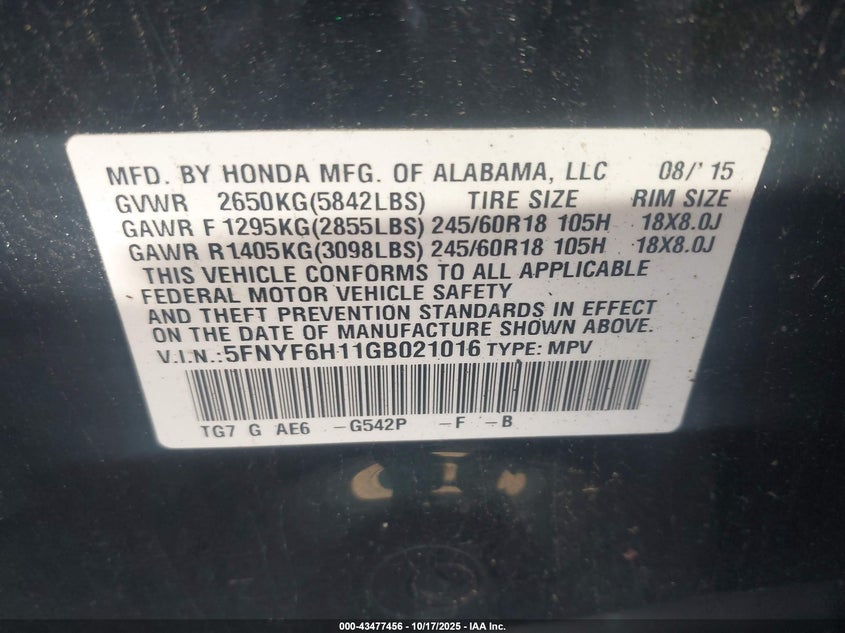 MFD. BY HONDA MFG. OF ALABAMA, LLC 08/'15
GVWR 2650KG(5842LBS) TIRE SIZE RIM SIZE
GAWR F 1295KG(2855LBS) 245/60R18 105H 18X8.0J
GAWR R1405KG(3098LBS) 245/60R18 105H 18X8.0J
THIS VEHICLE CONFORMS TO ALL APPLICABLE
FEDERAL MOTOR VEHICLE SAFETY
AND THEFT PREVENTION STANDARDS IN EFFECT
ON THE DATE OF MANUFACTURE SHOWN ABOVE.
V.I.N.:5FNYF6H11GB021016 TYPE: MPV
TG7 G AE6 -G542P -F -B
000-43477456 - 10/17/2025 - IAA Inc.